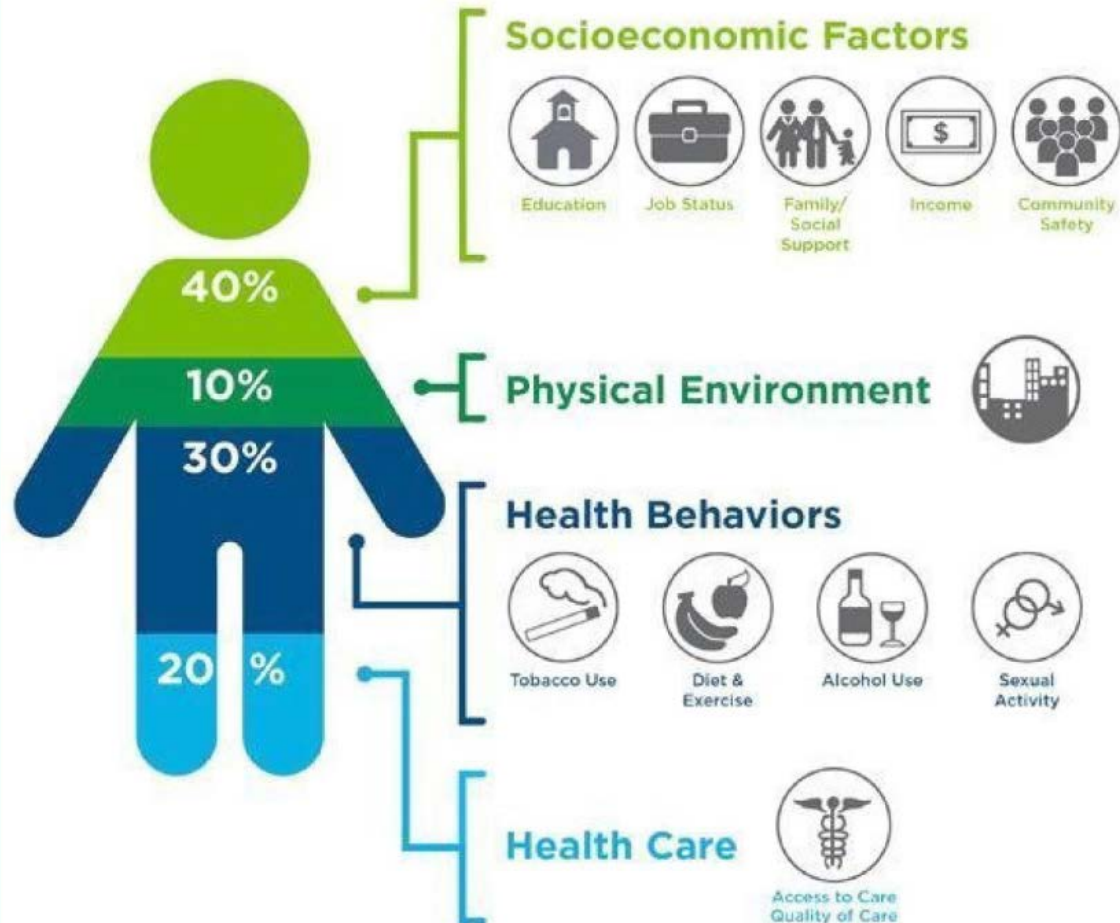 Socioeconomic Factors
Education
Job Status
Family/
Social
Support
Income
$
Community
Safety
40%
10%
Physical Environment
30%
Health Behaviors
Tobacco Use
Diet &
Exercise
Alcohol Use
Sexual
Activity
20 %
Health Care
Access to Care
Quality of Care